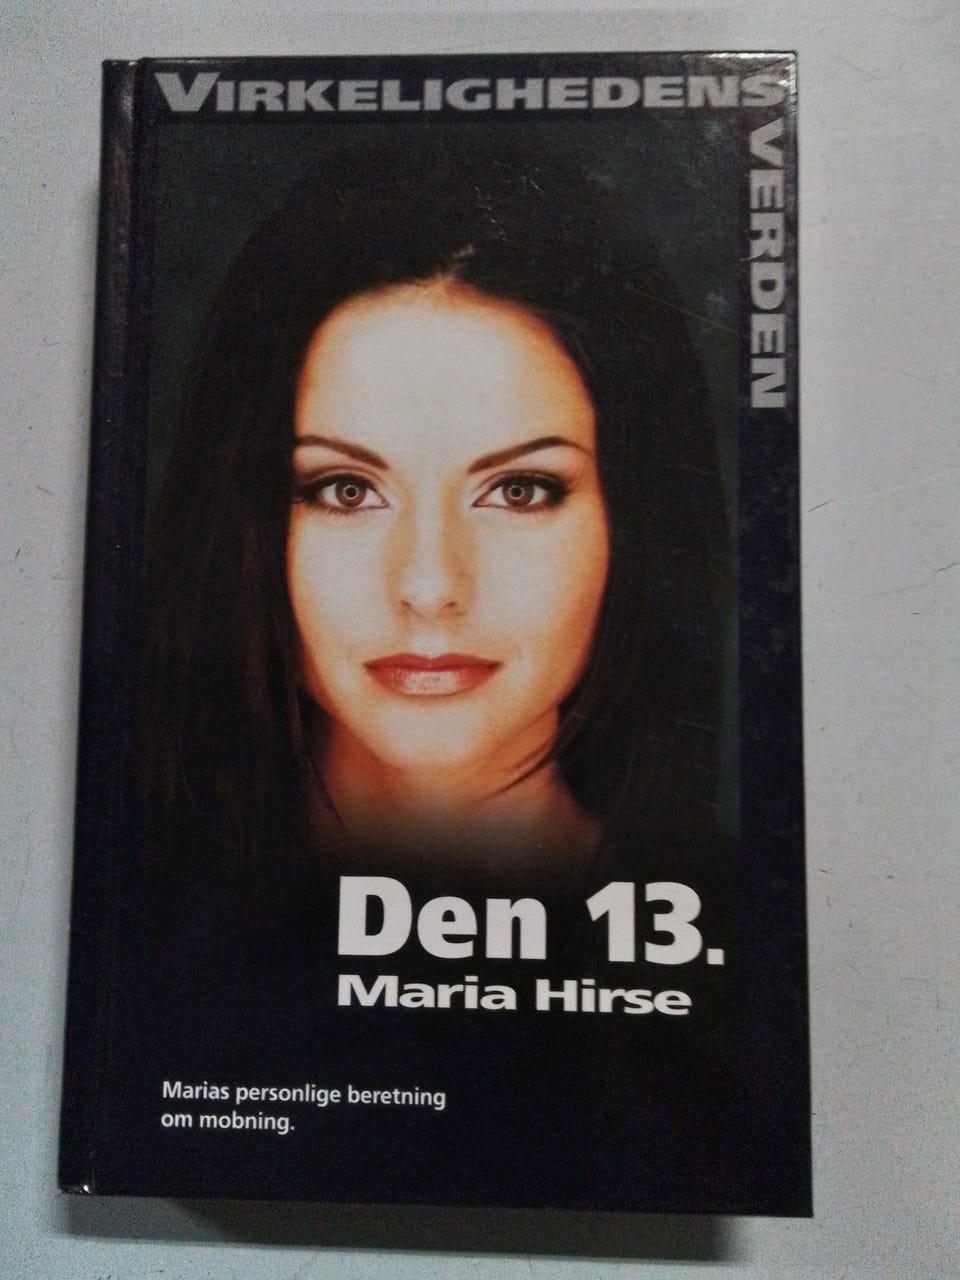 VIRKELIGHEDENS
VERDEN
Den 13.
Maria Hirse
Marias personlige beretning
om mobning.